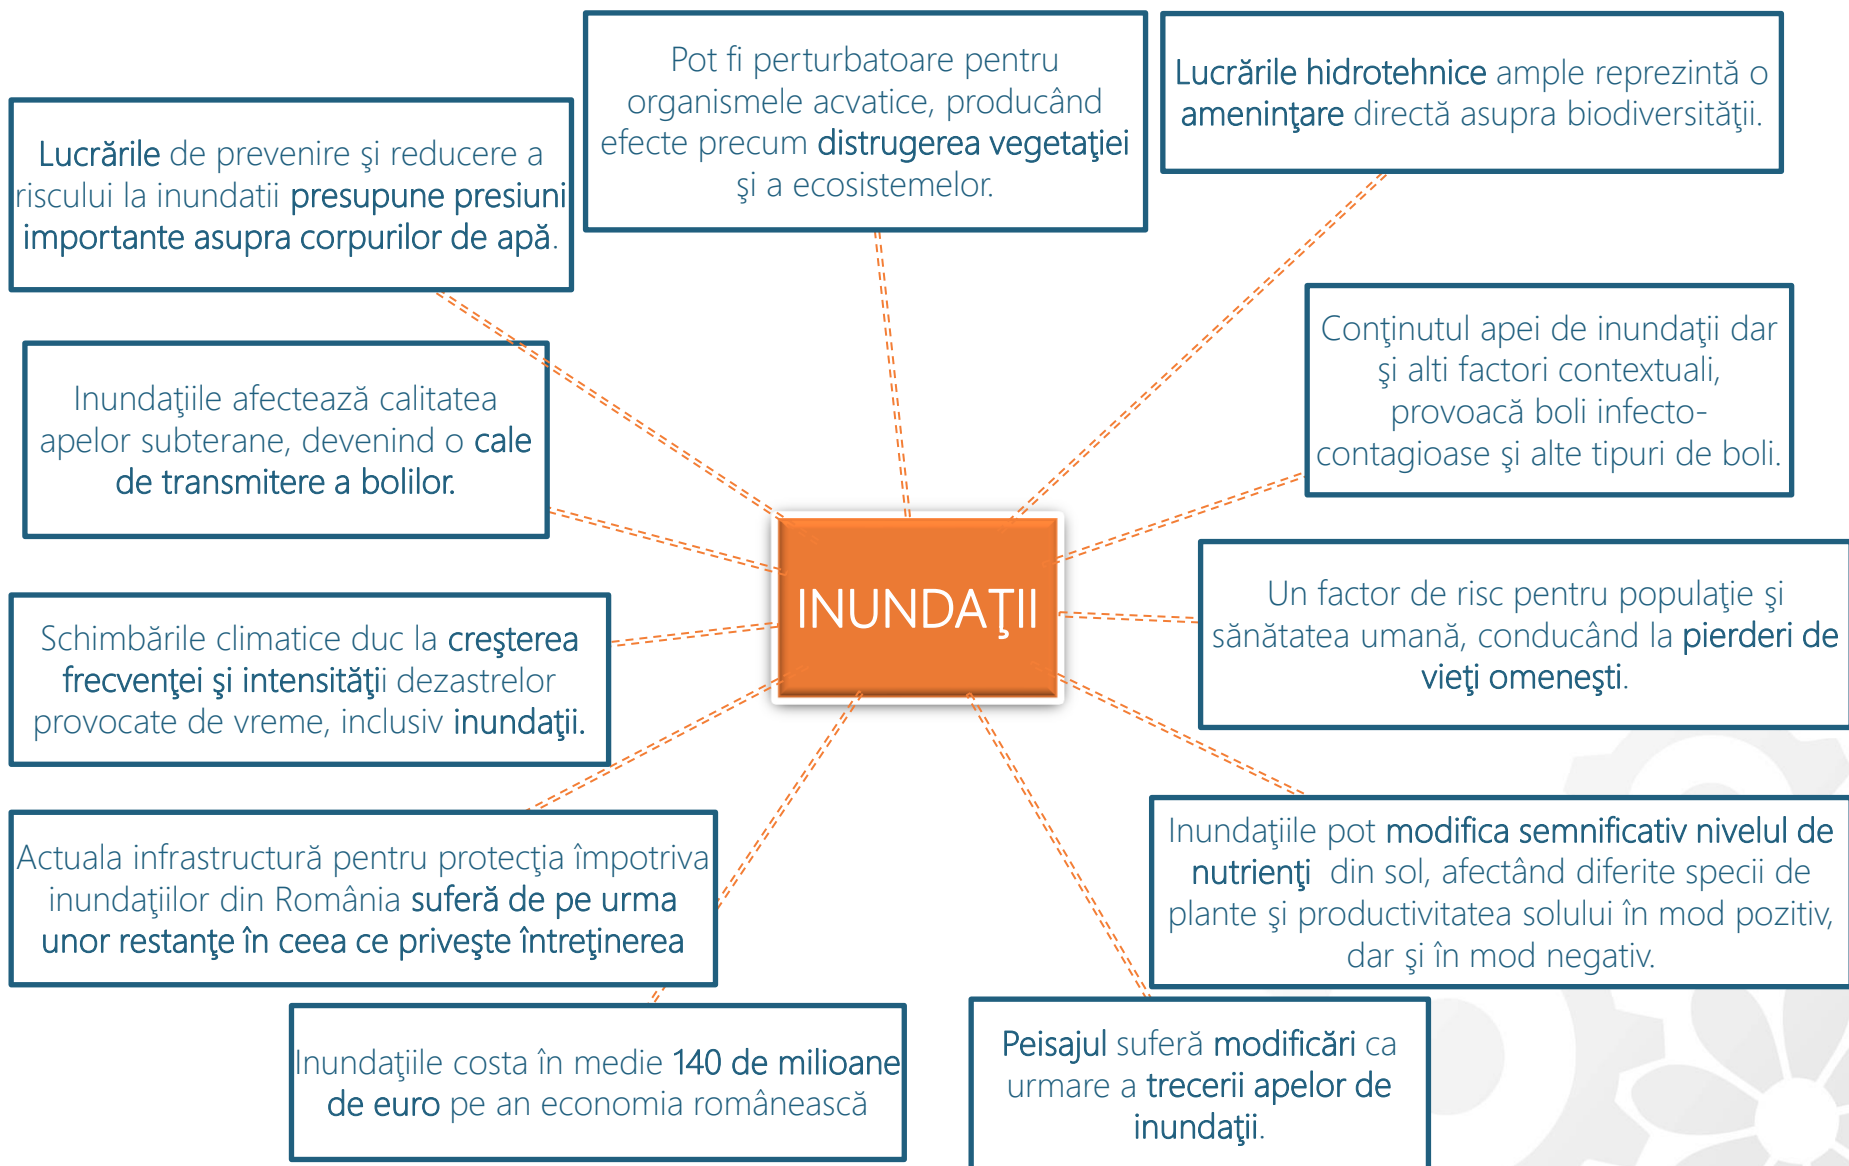 Pot fi perturbatoare pentru
organismele acvatice, producând
efecte precum distrugerea vegetaţiei
şi a ecosistemelor.
Lucrările hidrotehnice ample reprezintă o
ameninţare directă asupra biodiversităţii.
Lucrările de prevenire şi reducere a
riscului la inundatii presupune presiuni
importante asupra corpurilor de apă.
Conţinutul apei de inundaţii dar
şi alti factori contextuali,
provoacă boli infecto-
contagioase şi alte tipuri de boli.
Inundaţiile afectează calitatea
apelor subterane, devenind o cale
de transmitere a bolilor.
INUNDAŢII
Un factor de risc pentru populaţie şi
sănătatea umană, conducând la pierderi de
vieţi omeneşti.
Schimbările climatice duc la creşterea
frecvenţei şi intensităţii dezastrelor
provocate de vreme, inclusiv inundaţii.
Inundaţiile pot modifica semnificativ nivelul de
nutrienţi din sol, afectând diferite specii de
plante şi productivitatea solului în mod pozitiv,
dar şi în mod negativ.
Actuala infrastructură pentru protecţia împotriva
inundaţiilor din România suferă de pe urma
unor restanţe în ceea ce priveşte întreţinerea
Peisajul suferă modificări ca
urmare a trecerii apelor de
inundaţii.
Inundaţiile costa în medie 140 de milioane
de euro pe an economia românească